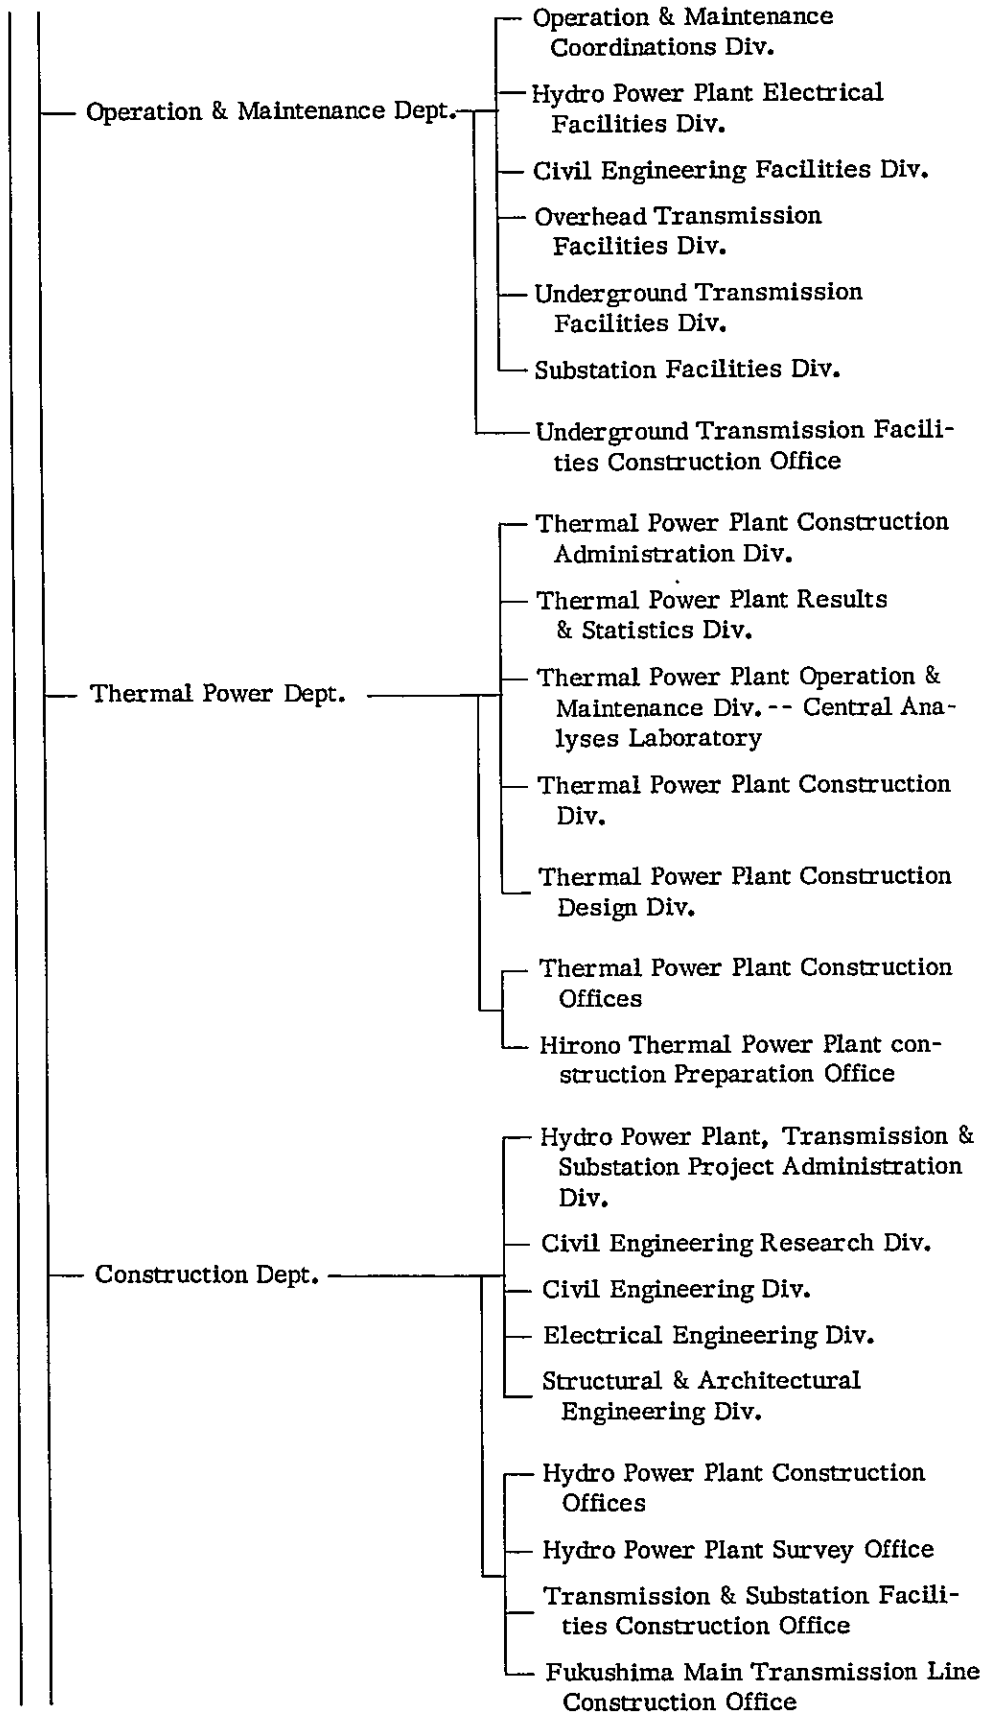 Operation & Maintenance
Coordinations Div.
Operation & Maintenance Dept.
Hydro Power Plant Electrical
Facilities Div.
Civil Engineering Facilities Div.
Overhead Transmission
Facilities Div.
Underground Transmission
Facilities Div.
Substation Facilities Div.
Underground Transmission Facili-
ties Construction Office
Thermal Power Plant Construction
Administration Div.
Thermal Power Plant Results
& Statistics Div.
Thermal Power Dept.
Thermal Power Plant Operation &
Maintenance Div. -- Central Ana-
lyses Laboratory
Thermal Power Plant Construction
Div.
Thermal Power Plant Construction
Design Div.
Thermal Power Plant Construction
Offices
Hirono Thermal Power Plant con-
struction Preparation Office
Hydro Power Plant, Transmission &
Substation Project Administration
Div.
Civil Engineering Research Div.
Construction Dept.
Civil Engineering Div.
Electrical Engineering Div.
Structural & Architectural
Engineering Div.
Hydro Power Plant Construction
Offices
Hydro Power Plant Survey Office
Transmission & Substation Facili-
ties Construction Office
Fukushima Main Transmission Line
Construction Office